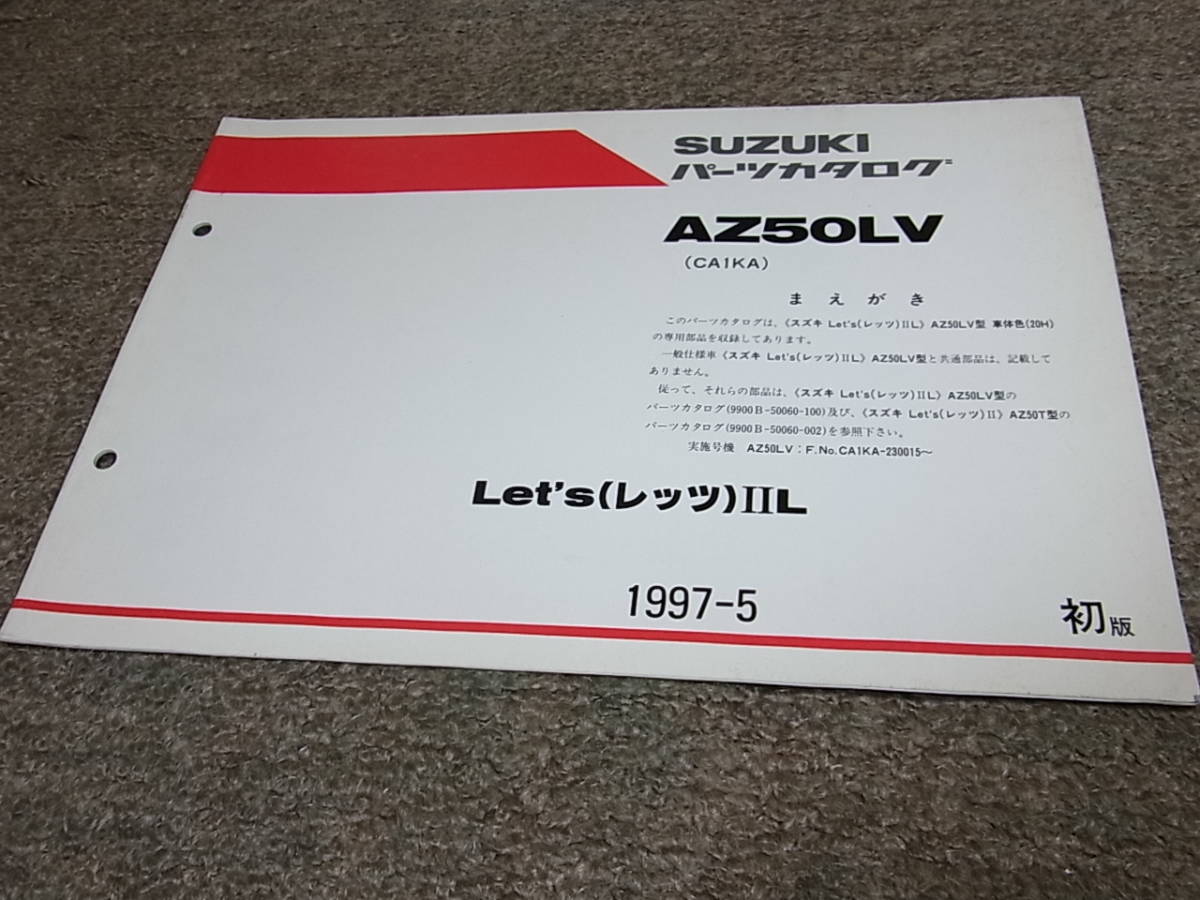 SUZUKI
パーツカタログ
AZ50LV
(CA1KA)
まえがき
このパーツカタログは、《スズキ Let's(レッツ)ⅡL》AZ50LV型 車体色(20H)
の専用部品を収録してあります。
一般仕様車《スズキ Let's(レッツ)ⅡL》AZ50LV型と共通部品は、記載して
ありません。
従って、それらの部品は、《スズキ Let's(レッツ)ⅡL》AZ50LV型の
パーツカタログ(9900B-50060-100)及び、《スズキ Let's(レッツ)Ⅱ》AZ50T型の
パーツカタログ(9900B-50060-002)を参照下さい。
実施号機 AZ50LV：F.No.CA1KA-230015～
Let's(レッツ)ⅡL
1997-5
初版